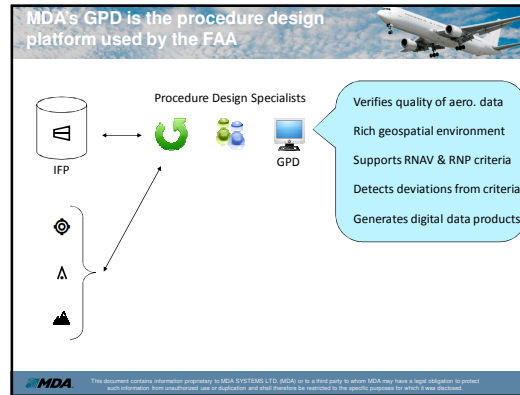 MDA's GPD is the procedure design
platform used by the FAA
Procedure Design Specialists
IFP
GPD
Verifies quality of aero. data
Rich geospatial environment
Supports RNAV & RNP criteria
Detects deviations from criteria
Generates digital data products
MDA
This document contains information proprietary to MDA SYSTEMS LTD. (MDA) or to a third party to whom MDA may have a legal obligation to protect
such information from unauthorized use or duplication and shall therefore be restricted to the specific purposes for which it was disclosed.